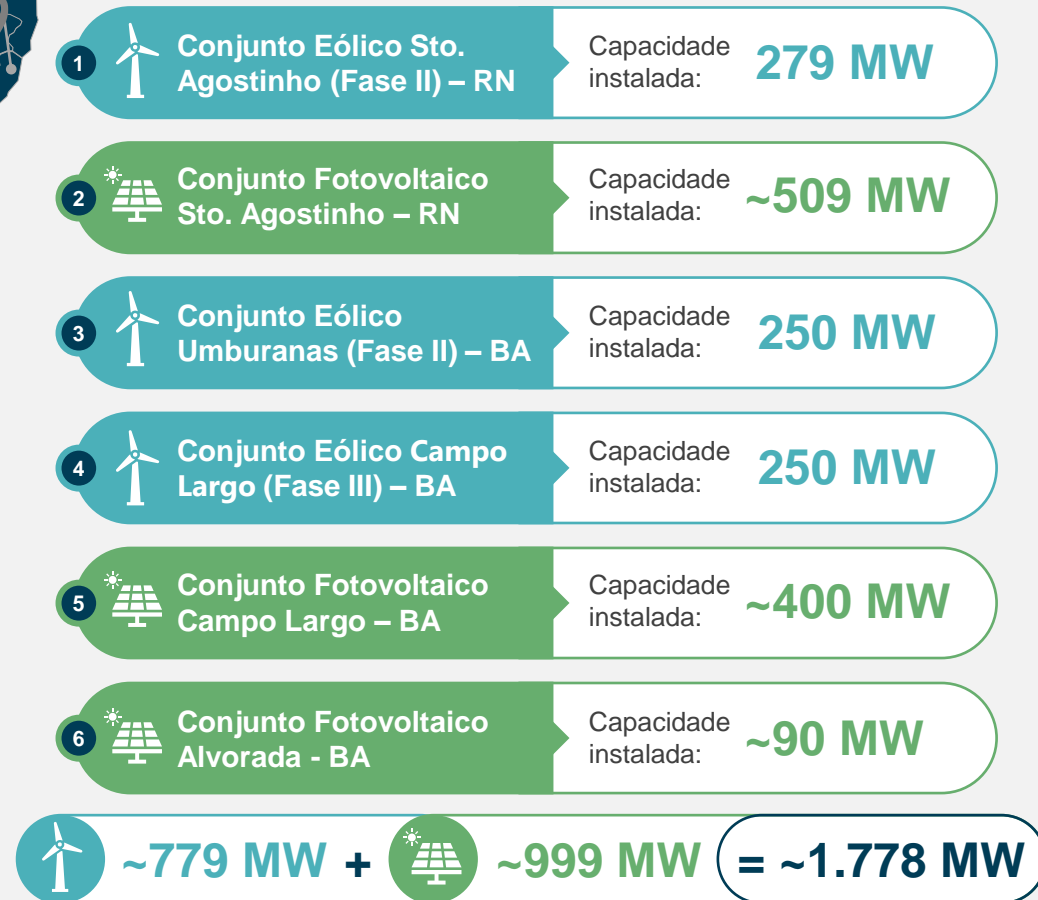 1
Conjunto Eólico Sto.
Agostinho (Fase II) – RN
Capacidade
instalada:
279 MW
2
Conjunto Fotovoltaico
Sto. Agostinho – RN
Capacidade
instalada:
~509 MW
3
Conjunto Eólico
Umburanas (Fase II) – BA
Capacidade
instalada:
250 MW
4
Conjunto Eólico Campo
Largo (Fase III) – BA
Capacidade
instalada:
250 MW
5
Conjunto Fotovoltaico
Campo Largo – BA
Capacidade
instalada:
~400 MW
6
Conjunto Fotovoltaico
Alvorada - BA
Capacidade
instalada:
~90 MW
~779 MW + ~999 MW = ~1.778 MW